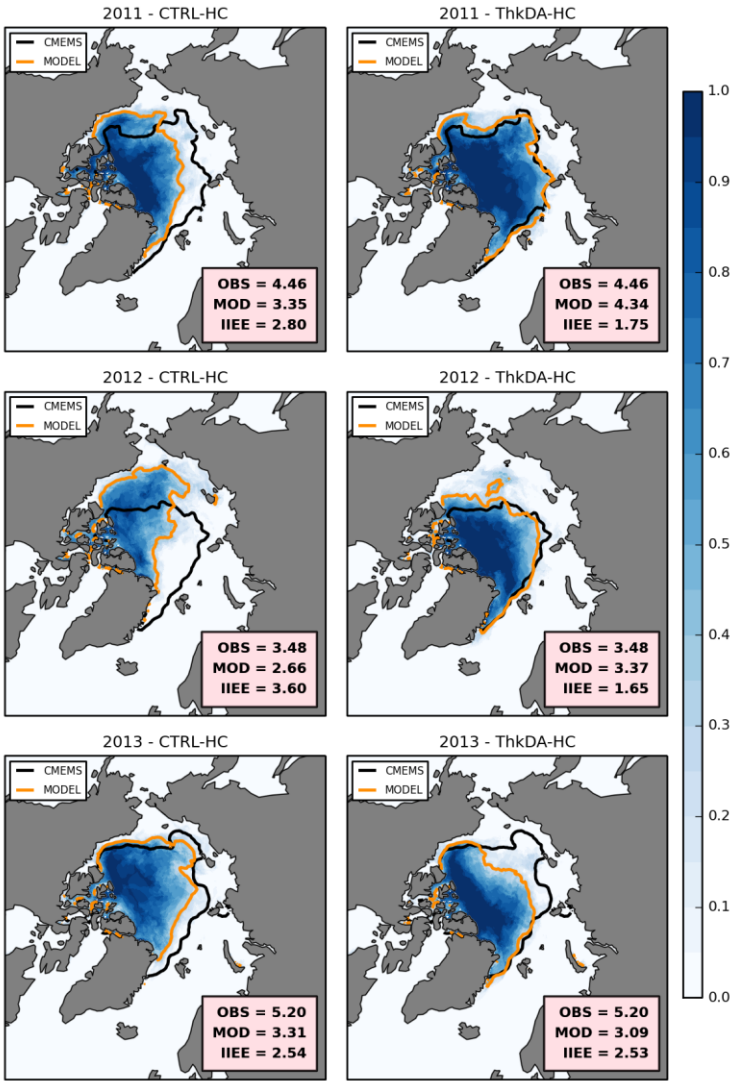 2011 - CTRL-HC
CMEMS
MODEL
OBS = 4.46
MOD = 3.35
IIEE = 2.80
2011 - ThkDA-HC
CMEMS
MODEL
OBS = 4.46
MOD = 4.34
IIEE = 1.75
2012 - CTRL-HC
CMEMS
MODEL
OBS = 3.48
MOD = 2.66
IIEE = 3.60
2012 - ThkDA-HC
CMEMS
MODEL
OBS = 3.48
MOD = 3.37
IIEE = 1.65
2013 - CTRL-HC
CMEMS
MODEL
OBS = 5.20
MOD = 3.31
IIEE = 2.54
2013 - ThkDA-HC
CMEMS
MODEL
OBS = 5.20
MOD = 3.09
IIEE = 2.53
1.0
0.9
0.8
0.7
0.6
0.5
0.4
0.3
0.2
0.1
0.0